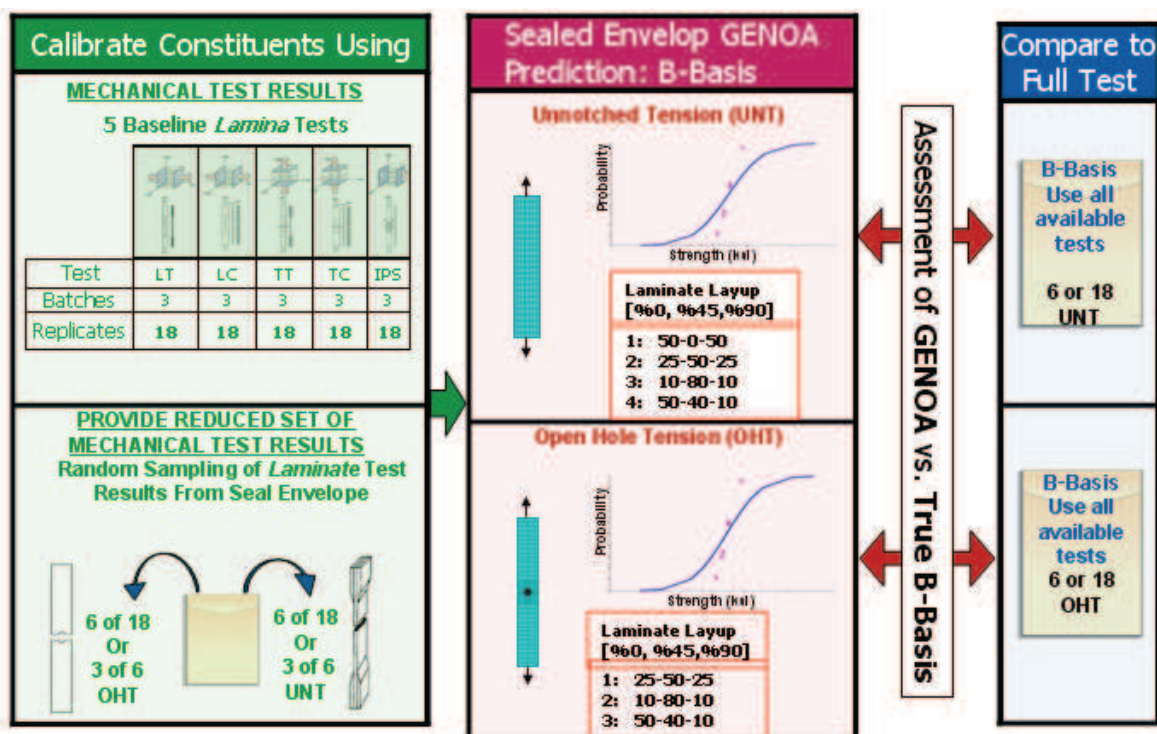 Calibrate Constituents Using
MECHANICAL TEST RESULTS
5 Baseline Lamina Tests
Test LT LC TT TC IPS
Batches 3 3 3 3 3
Replicates 18 18 18 18 18
PROVIDE REDUCED SET OF
MECHANICAL TEST RESULTS
Random Sampling of Laminate Test
Results From Seal Envelope
6 of 18
Or
3 of 6
OHT
6 of 18
Or
3 of 6
UNT
Sealed Envelop GENOA
Prediction: B-Basis
Unnotched Tension (UNT)
Probability
Strength (ksi)
Laminate Layup
[%0, %45,%90]
1: 50-0-50
2: 25-50-25
3: 10-80-10
4: 50-40-10
Open Hole Tension (OHT)
Probability
Strength (ksi)
Laminate Layup
[%0, %45,%90]
1: 25-50-25
2: 10-80-10
3: 50-40-10
Assessment of GENOA vs. True B-Basis
Compare to
Full Test
B-Basis
Use all
available
tests
6 or 18
UNT
B-Basis
Use all
available
tests
6 or 18
OHT